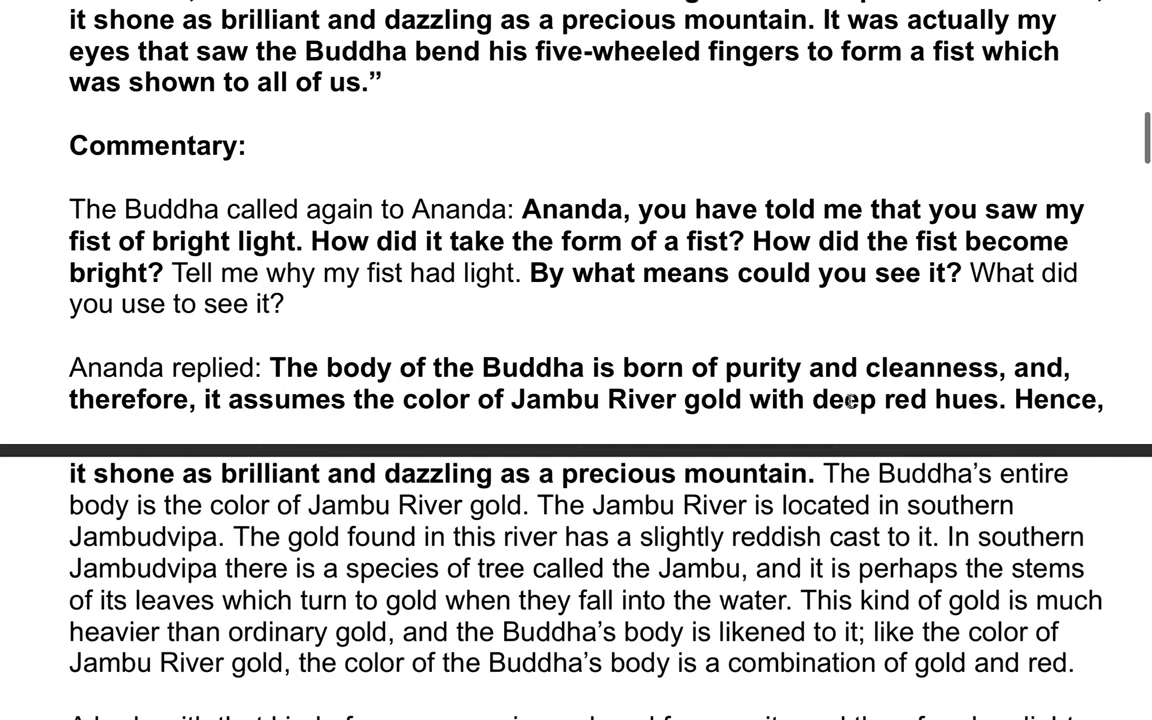 it shone as brilliant and dazzling as a precious mountain. It was actually my
eyes that saw the Buddha bend his five-wheeled fingers to form a fist which
was shown to all of us.”
Commentary:
The Buddha called again to Ananda: Ananda, you have told me that you saw my
fist of bright light. How did it take the form of a fist? How did the fist become
bright? Tell me why my fist had light. By what means could you see it? What did
you use to see it?
Ananda replied: The body of the Buddha is born of purity and cleanness, and,
therefore, it assumes the color of Jambu River gold with deep red hues. Hence,
it shone as brilliant and dazzling as a precious mountain. The Buddha’s entire
body is the color of Jambu River gold. The Jambu River is located in southern
Jambudvipa. The gold found in this river has a slightly reddish cast to it. In southern
Jambudvipa there is a species of tree called the Jambu, and it is perhaps the stems
of its leaves which turn to gold when they fall into the water. This kind of gold is much
heavier than ordinary gold, and the Buddha’s body is likened to it; like the color of
Jambu River gold, the color of the Buddha’s body is a combination of gold and red.